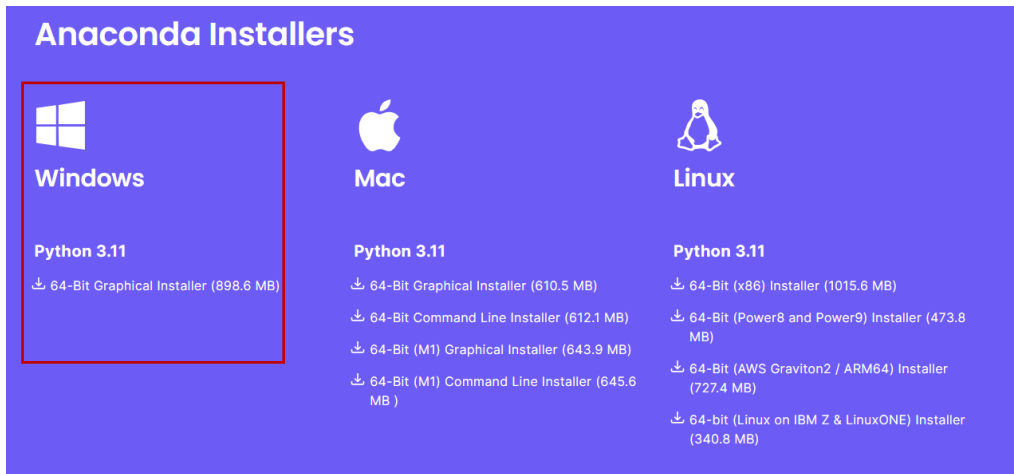 Anaconda Installers
Windows
Python 3.11
64-Bit Graphical Installer (898.6 MB)
Mac
Python 3.11
64-Bit Graphical Installer (610.5 MB)
64-Bit Command Line Installer (612.1 MB)
64-Bit (M1) Graphical Installer (643.9 MB)
64-Bit (M1) Command Line Installer (645.6
MB )
Linux
Python 3.11
64-Bit (x86) Installer (1015.6 MB)
64-Bit (Power8 and Power9) Installer (473.8
MB)
64-Bit (AWS Graviton2 / ARM64) Installer
(727.4 MB)
64-bit (Linux on IBM Z & LinuxONE) Installer
(340.8 MB)